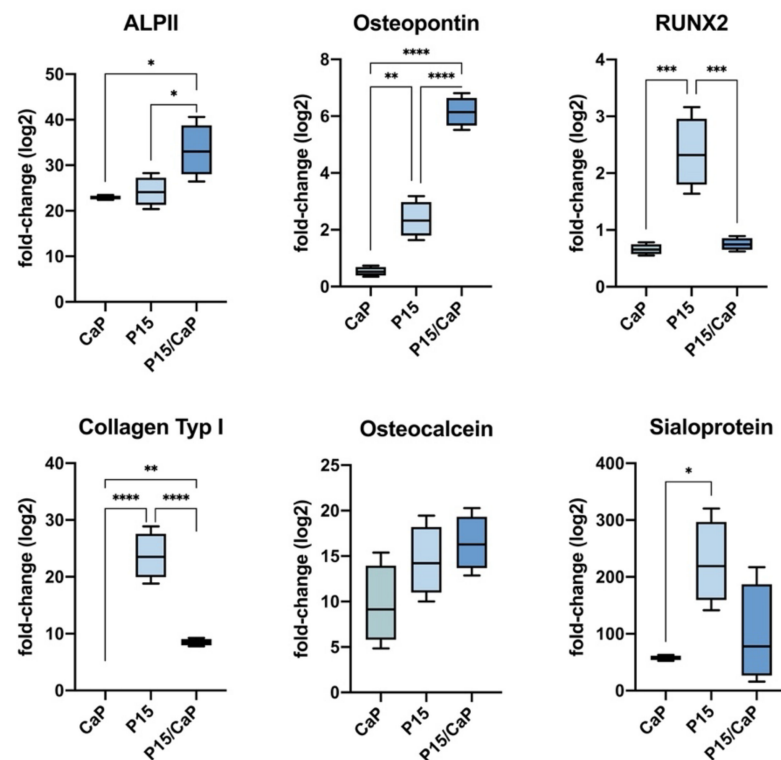 ALPII
*
*
fold-change (log2)
50
40
30
20
10
0
CaP
P15
P15/CaP
Osteopontin
****
**
****
fold-change (log2)
8
6
4
2
0
CaP
P15
P15/CaP
RUNX2
***
***
fold-change (log2)
4
3
2
1
0
CaP
P15
P15/CaP
Collagen Typ I
**
****
****
fold-change (log2)
40
30
20
10
0
CaP
P15
P15/CaP
Osteocalcein
fold-change (log2)
25
20
15
10
5
0
CaP
P15
P15/CaP
Sialoprotein
*
fold-change (log2)
400
300
200
100
0
CaP
P15
P15/CaP